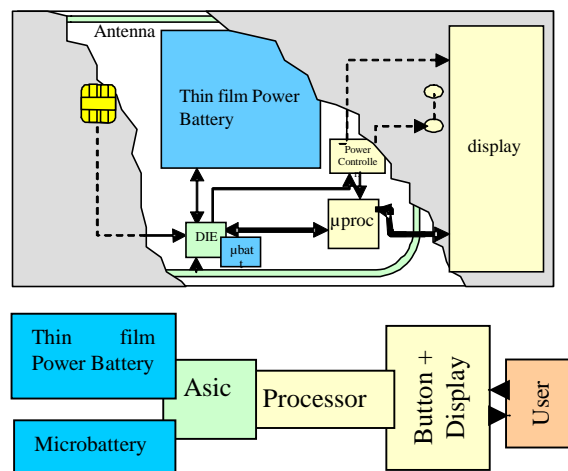 Antenna
Thin film Power
Battery
Power
Controlle
r
display
DIE
µproc
µbat
t
Thin film
Power Battery
Asic
Processor
Button +
Display
User
Microbattery